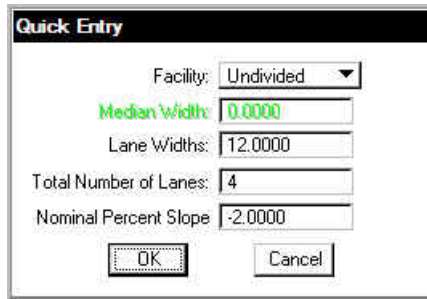 Quick Entry
Facility: Undivided
Median Width: 0.0000
Lane Widths: 12.0000
Total Number of Lanes: 4
Nominal Percent Slope -2.0000
OK Cancel